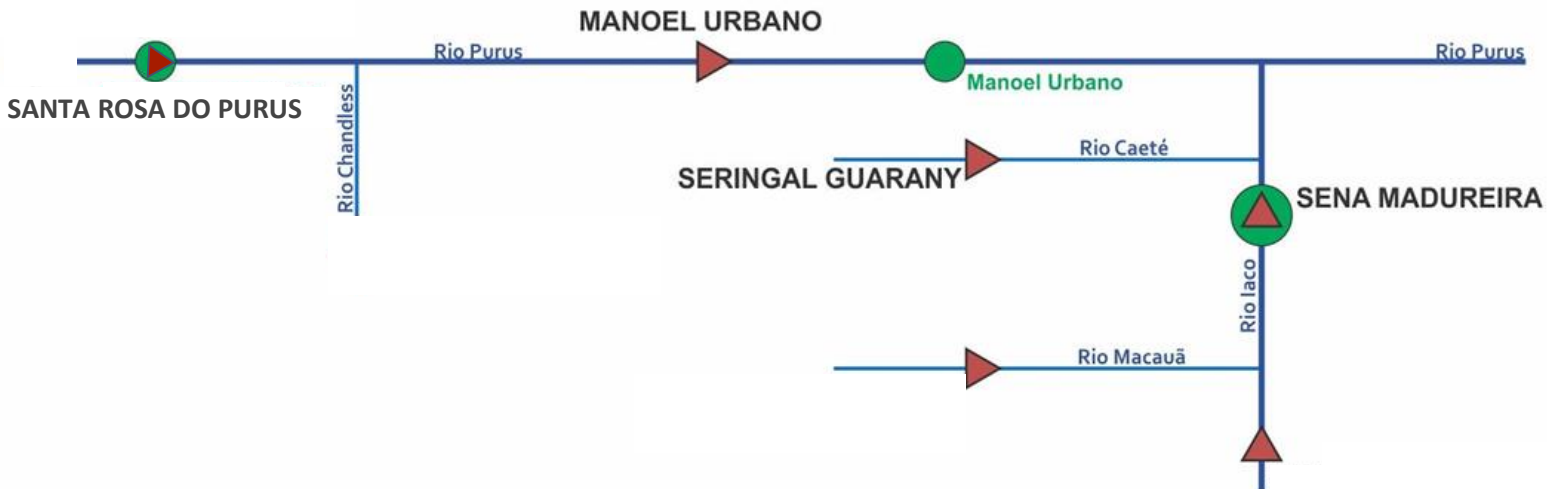 MANOEL URBANO
Rio Purus
Rio Purus
Manoel Urbano
SANTA ROSA DO PURUS
Rio Chandless
Rio Caeté
SERINGAL GUARANY
SENA MADUREIRA
Rio Iaco
Rio Macauã